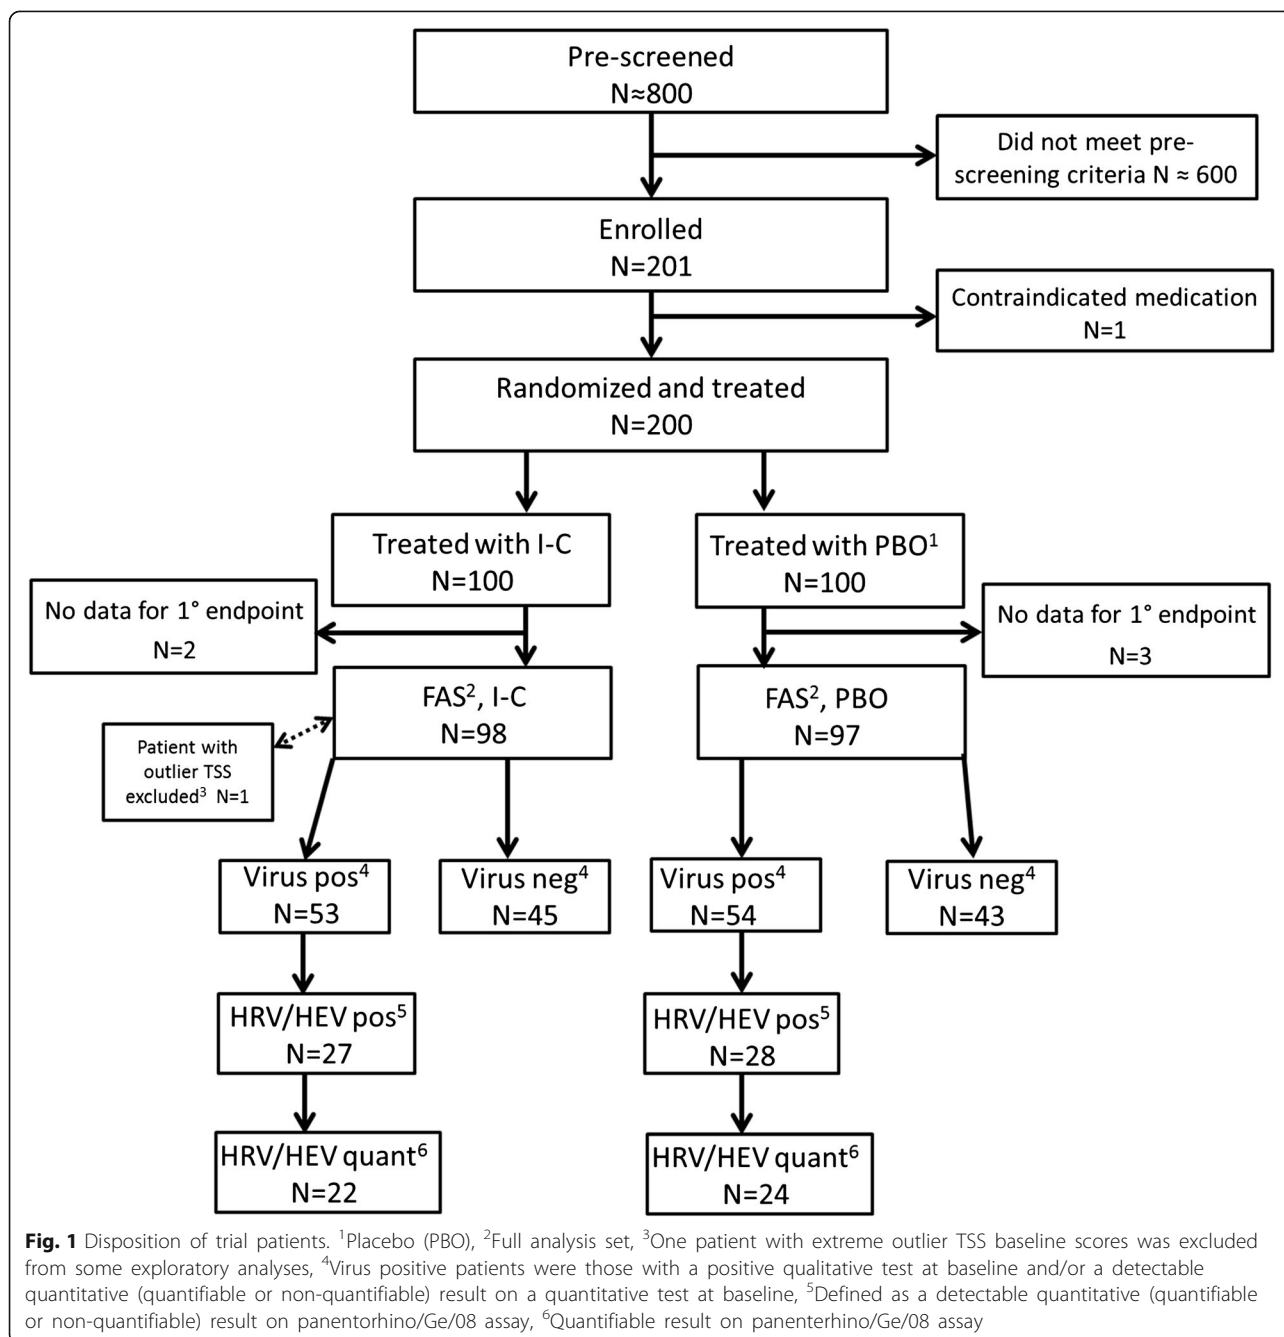 Pre-screened
N≈800
Did not meet pre-
screening criteria N ≈ 600
Enrolled
N=201
Contraindicated medication
N=1
Randomized and treated
N=200
Treated with I-C
N=100
Treated with PBO¹
N=100
No data for 1° endpoint
N=2
No data for 1° endpoint
N=3
FAS², I-C
N=98
FAS², PBO
N=97
Patient with
outlier TSS
excluded³ N=1
Virus pos⁴
N=53
Virus neg⁴
N=45
Virus pos⁴
N=54
Virus neg⁴
N=43
HRV/HEV pos⁵
N=27
HRV/HEV pos⁵
N=28
HRV/HEV quant⁶
N=22
HRV/HEV quant⁶
N=24
Fig. 1 Disposition of trial patients. ¹Placebo (PBO), ²Full analysis set, ³One patient with extreme outlier TSS baseline scores was excluded
from some exploratory analyses, ⁴Virus positive patients were those with a positive qualitative test at baseline and/or a detectable
quantitative (quantifiable or non-quantifiable) result on a quantitative test at baseline, ⁵Defined as a detectable quantitative (quantifiable
or non-quantifiable) result on panentorhino/Ge/08 assay, ⁶Quantifiable result on panenterhino/Ge/08 assay